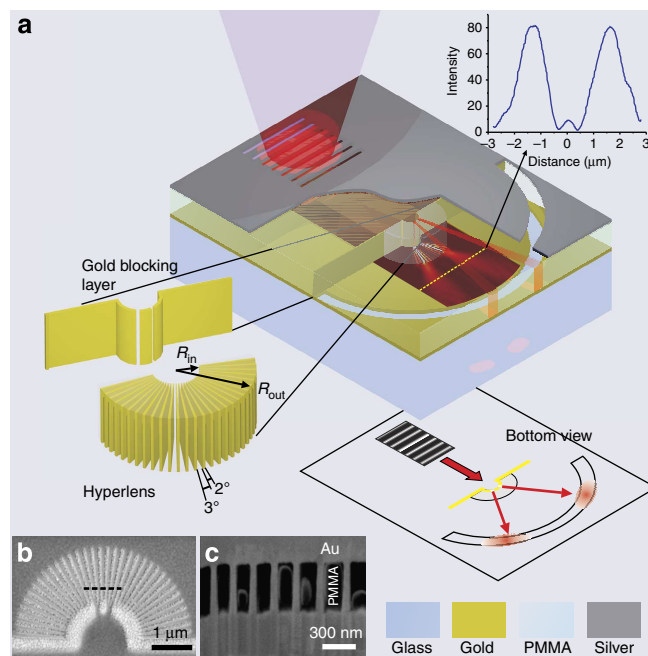 a
Intensity
80
60
40
20
0
−3 −2 −1 0 1 2 3
Distance (μm)
Gold blocking
layer
R in
R out
Hyperlens
2°
3°
Bottom view
b
1 μm
c
Au
PMMA
300 nm
Glass Gold PMMA Silver